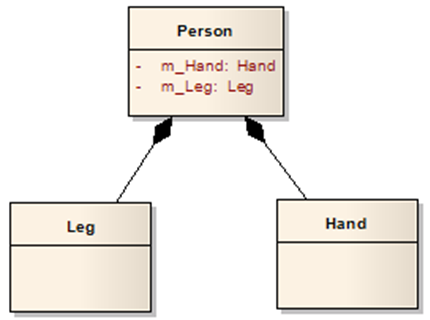 Person
- m_Hand: Hand
- m_Leg: Leg
Leg
Hand